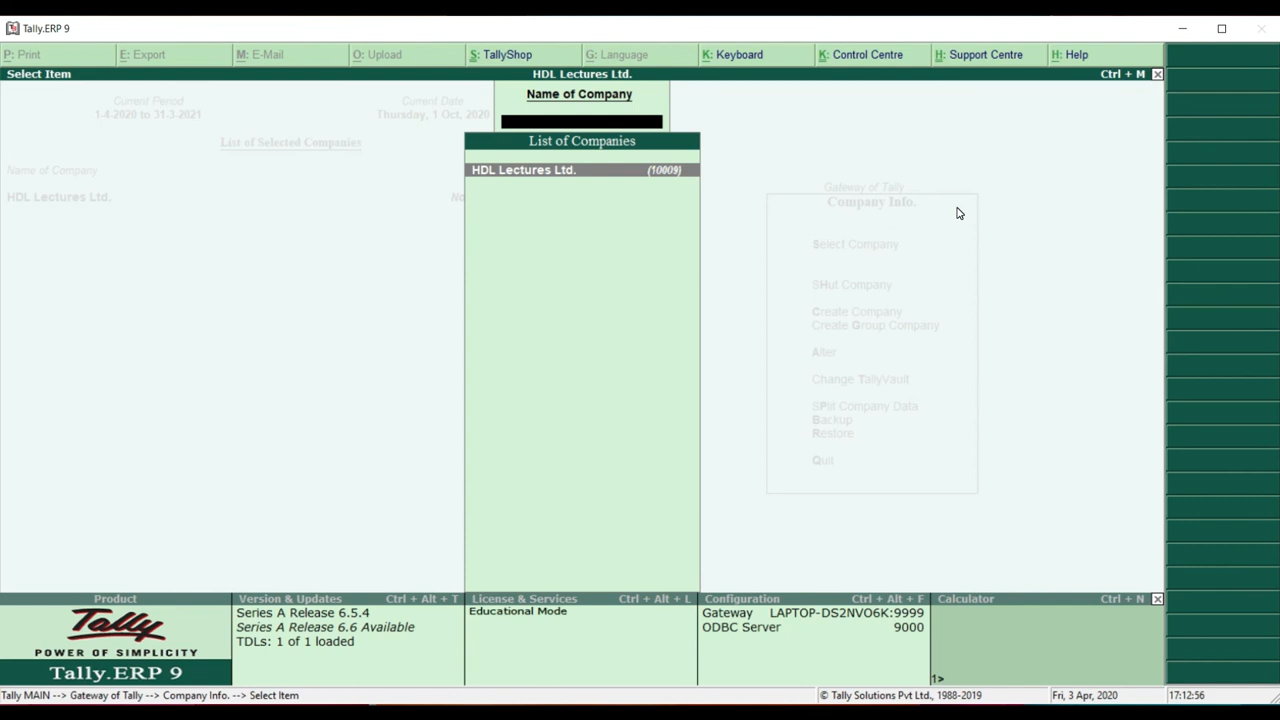 Tally.ERP 9
P: Print
E: Export
M: E-Mail
O: Upload
S: TallyShop
G: Language
K: Keyboard
K: Control Centre
H: Support Centre
H: Help
Select Item
HDL Lectures Ltd.
Ctrl + M
Current Period
1-4-2020 to 31-3-2021
Current Date
Thursday, 1 Oct, 2020
List of Selected Companies
Name of Company
HDL Lectures Ltd.
No
Name of Company
List of Companies
HDL Lectures Ltd. (10009)
Gateway of Tally ...
Company Info.
Select Company
SHut Company
Create Company
Create Group Company
Alter
Change TallyVault
SPlit Company Data
Backup
Restore
Quit
Product
Tally
POWER OF SIMPLICITY
Tally.ERP 9
Version & Updates Ctrl + Alt + T
Series A Release 6.5.4
Series A Release 6.6 Available
TDLs: 1 of 1 loaded
License & Services Ctrl + Alt + L
Educational Mode
Configuration Ctrl + Alt + F
Gateway LAPTOP-DS2NVO6K:9999
ODBC Server 9000
Calculator Ctrl + N
1>
Tally MAIN --> Gateway of Tally --> Company Info. --> Select Item
© Tally Solutions Pvt Ltd., 1988-2019
Fri, 3 Apr, 2020
17:12:56